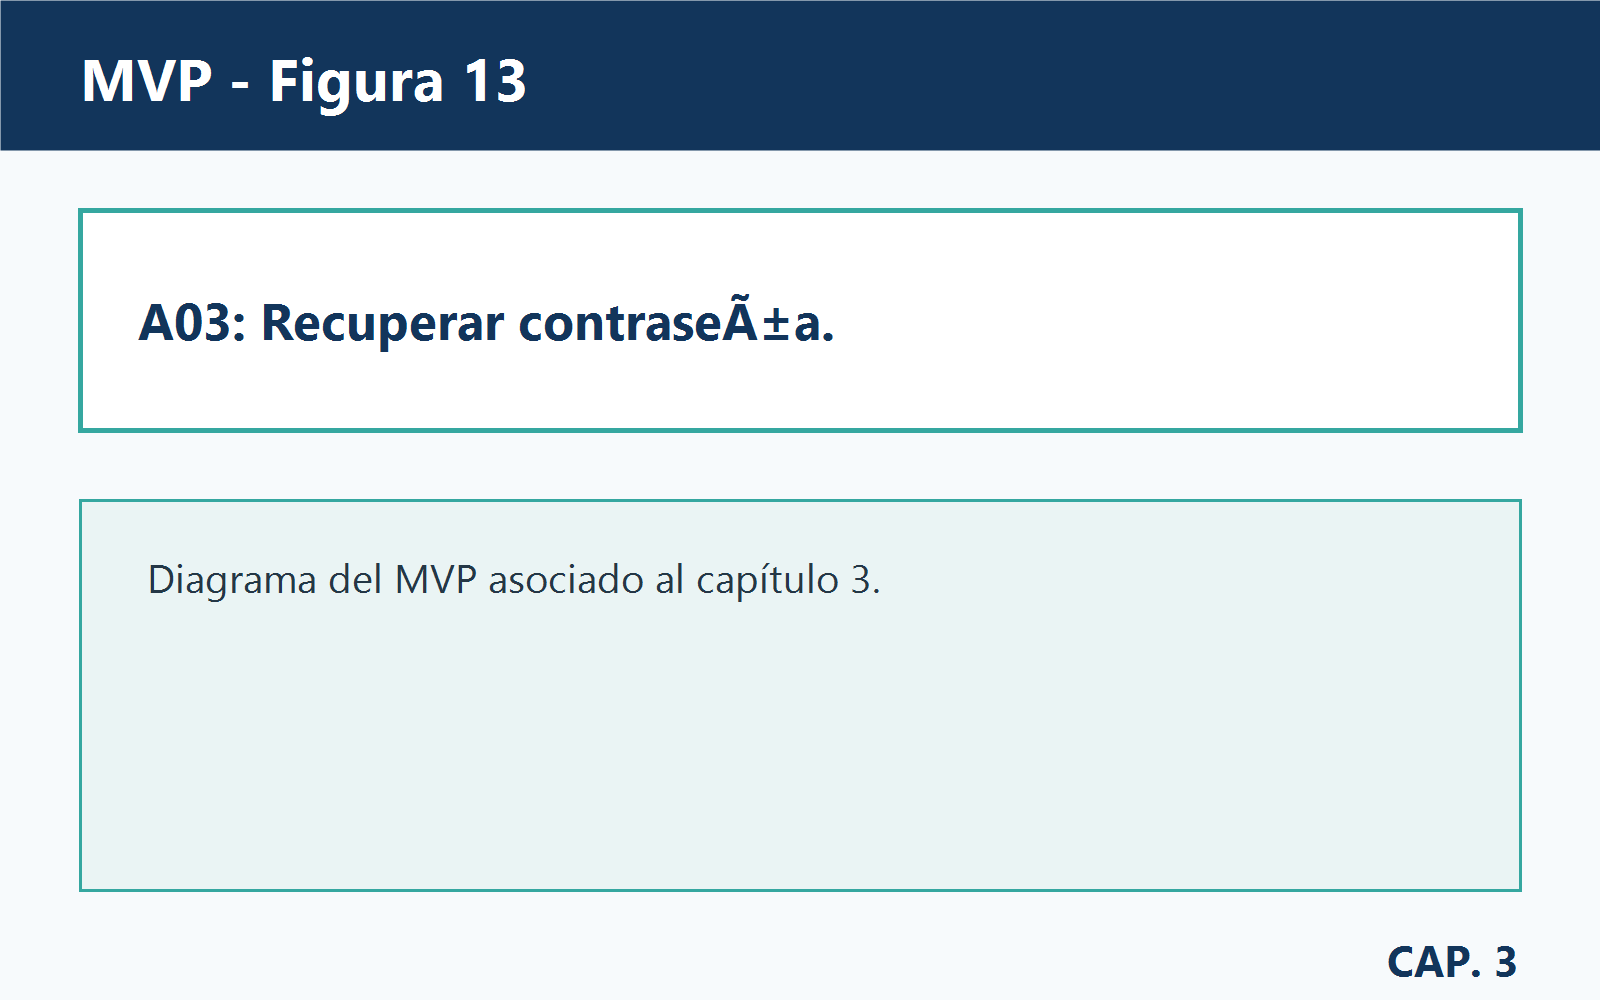 MVP - Figura 13
A03: Recuperar contraseÃ±a.
Diagrama del MVP asociado al capítulo 3.
CAP. 3